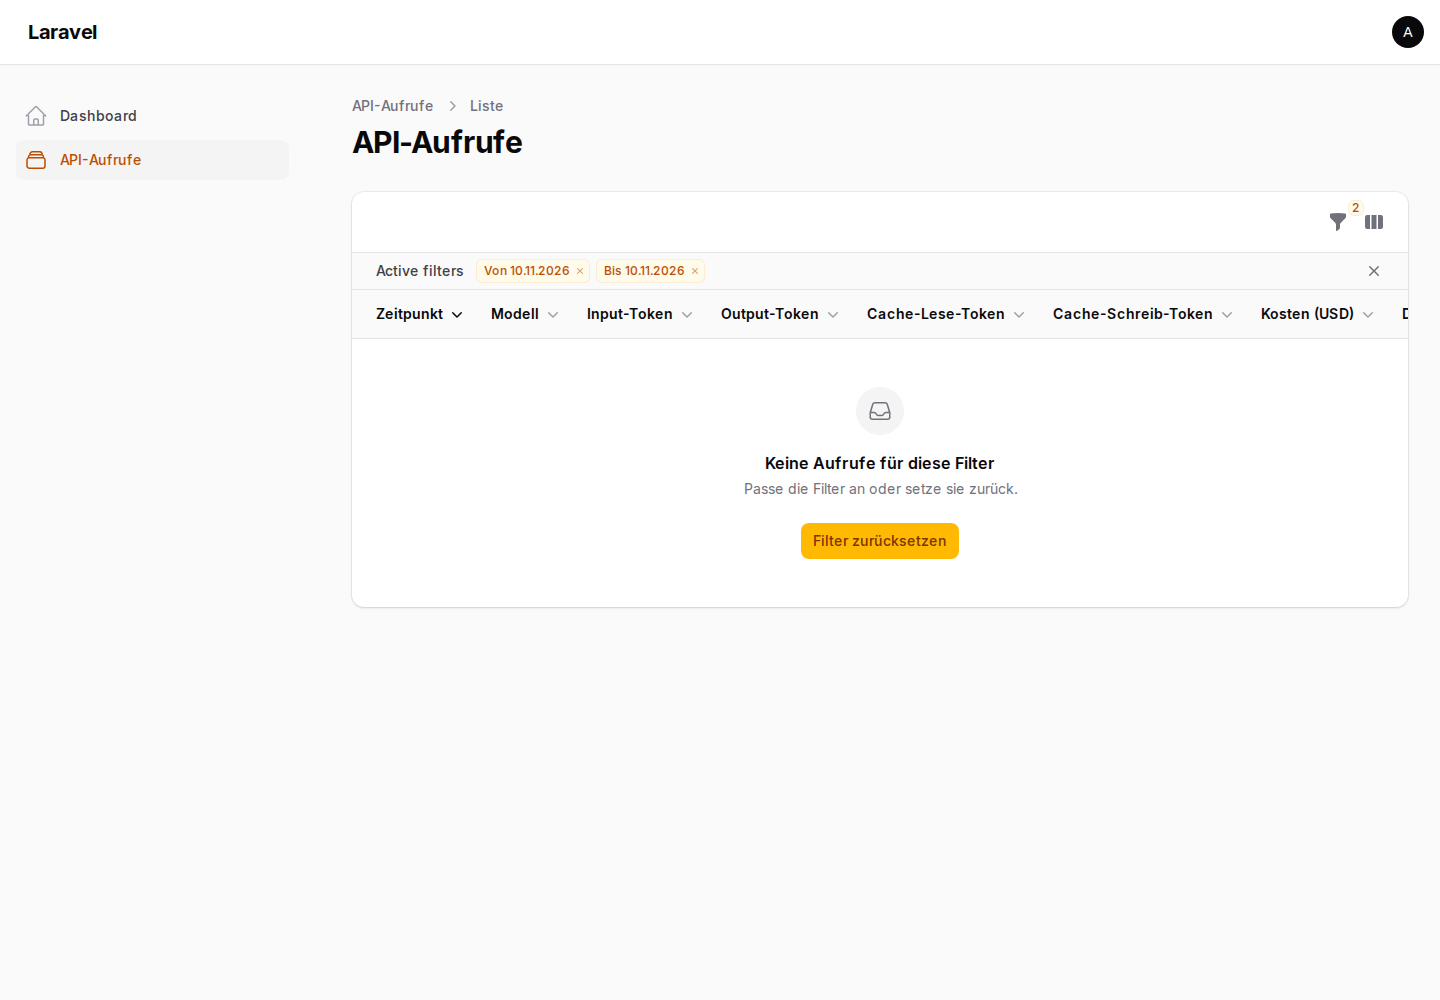 Laravel
A
Dashboard
API-Aufrufe
API-Aufrufe Liste
API-Aufrufe
2
Active filters Von 10.11.2026 Bis 10.11.2026
Zeitpunkt Modell Input-Token Output-Token Cache-Lese-Token Cache-Schreib-Token Kosten (USD)
Keine Aufrufe für diese Filter
Passe die Filter an oder setze sie zurück.
Filter zurücksetzen